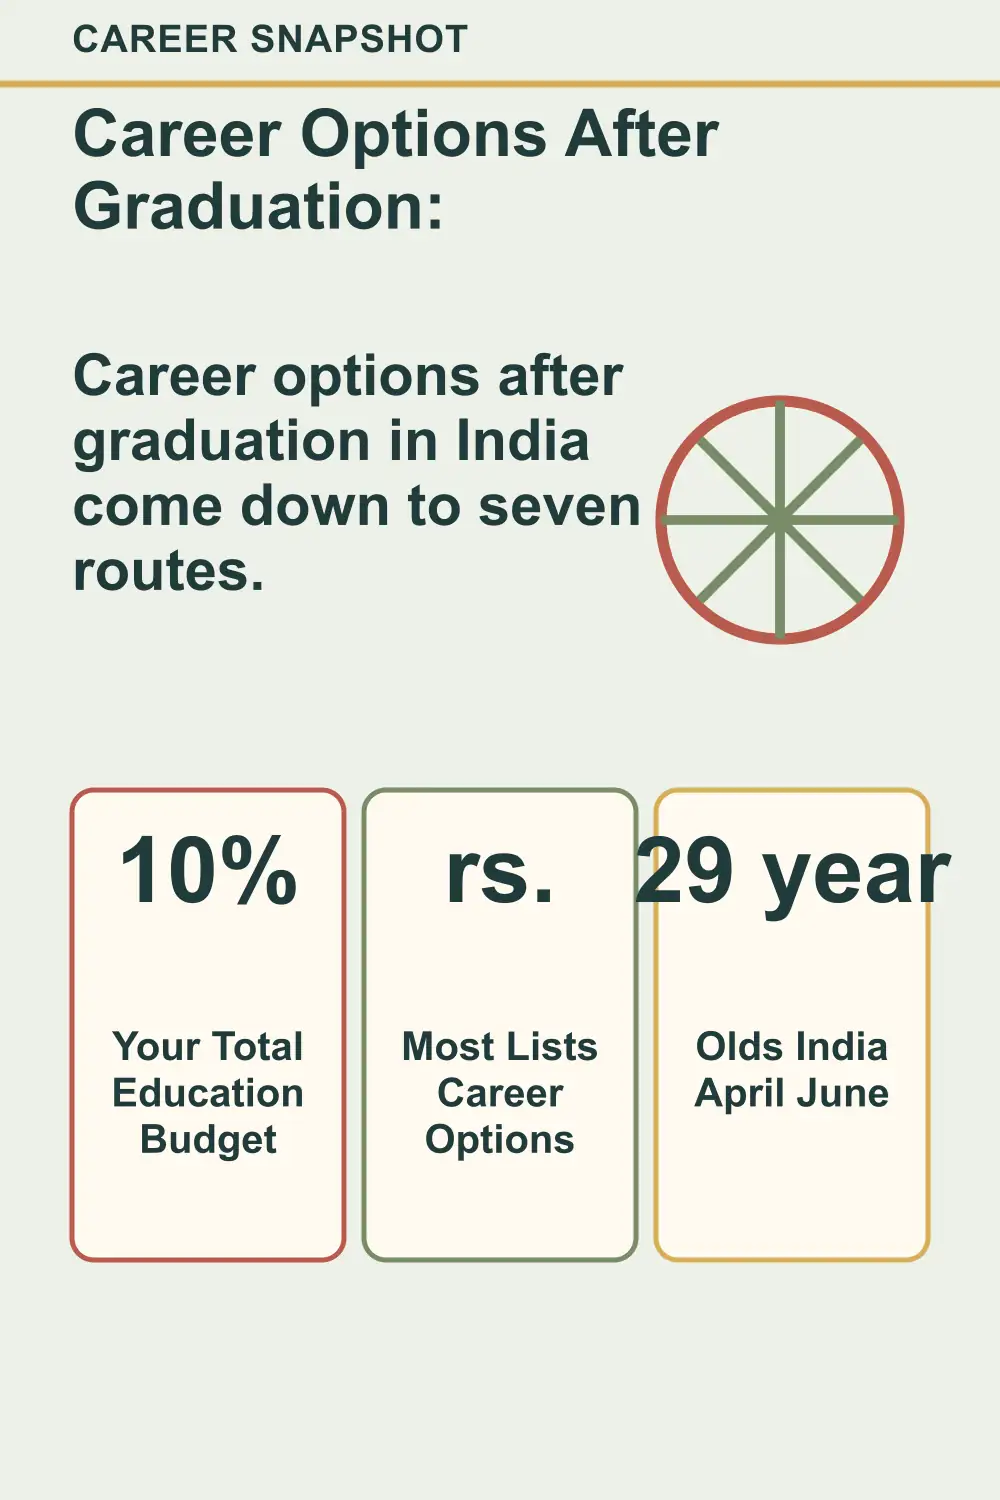 CAREER SNAPSHOT
Career Options After
Graduation:
Career options after
graduation in India
come down to seven
routes.
10%
Your Total
Education
Budget
rs.
Most Lists
Career
Options
29 year
Olds India
April June